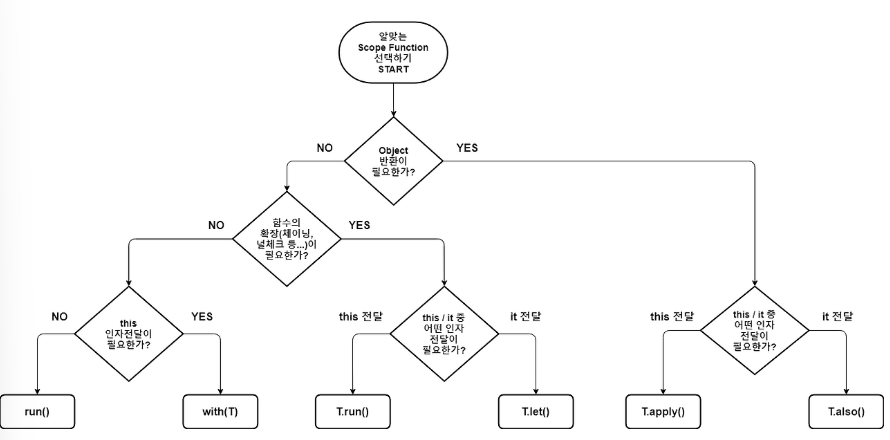 알맞는
Scope Function
선택하기
START
NO
Object
반환이
필요한가?
YES
NO
함수의
확장(체이닝,
널체크 등...)이
필요한가?
YES
NO
this
인자전달이
필요한가?
YES
this 전달
this / it 중
어떤 인자
전달이
필요한가?
it 전달
this 전달
this / it 중
어떤 인자
전달이
필요한가?
it 전달
run()
with(T)
T.run()
T.let()
T.apply()
T.also()